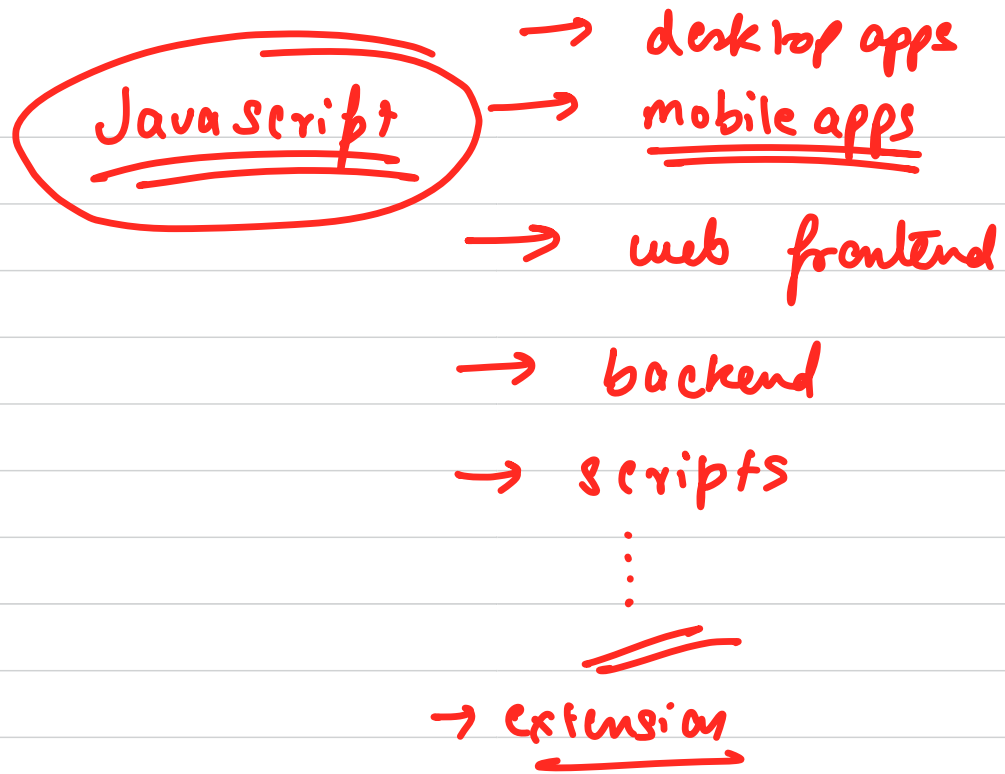 Javascript
→ desktop apps
→ mobile apps
→ web frontend
→ backend
→ scripts
→ extension